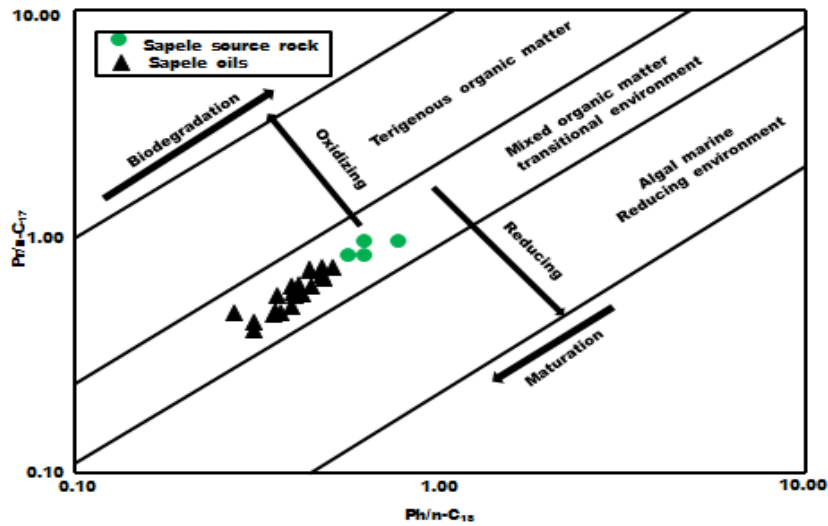 10.00
Sapele source rock
Sapele oils
Biodegradation
Oxidizing
Terigenous organic matter
Mixed organic matter
transitional environment
Algal marine
Reducing environment
Pr/n-C₁₇
1.00
Reducing
Maturation
0.10
0.10
1.00
10.00
Ph/n-C₁₈